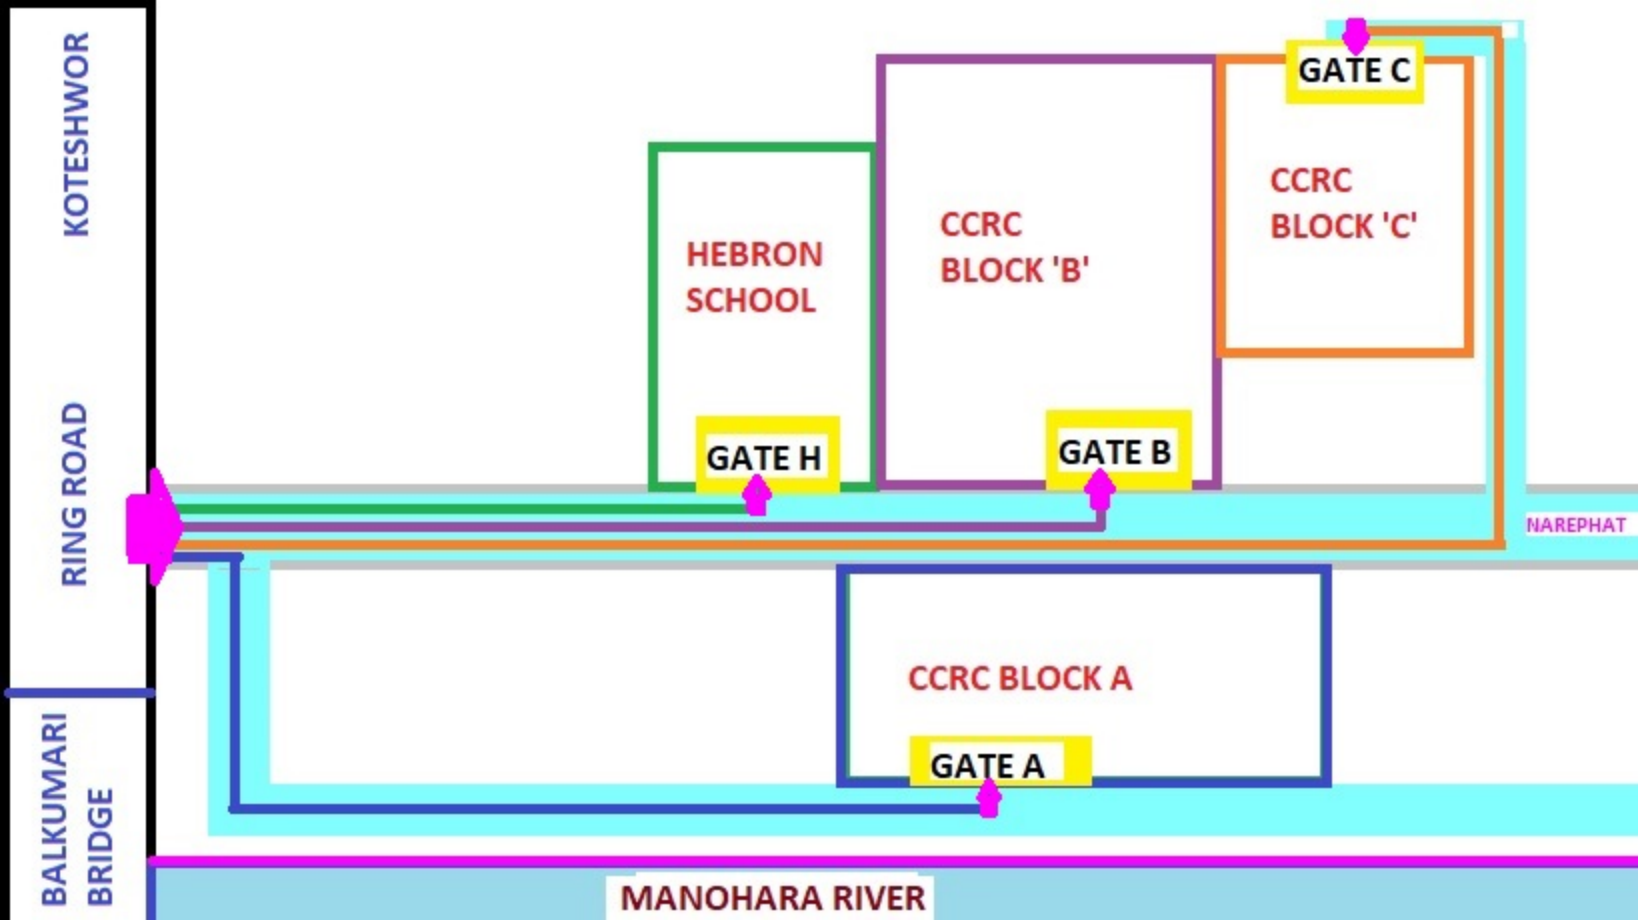 KOTESHWOR
RING ROAD
BALKUMARI
BRIDGE
GATE C
CCRC
BLOCK 'C'
CCRC
BLOCK 'B'
HEBRON
SCHOOL
GATE H
GATE B
NAREPHAT
CCRC BLOCK A
GATE A
MANOHARA RIVER